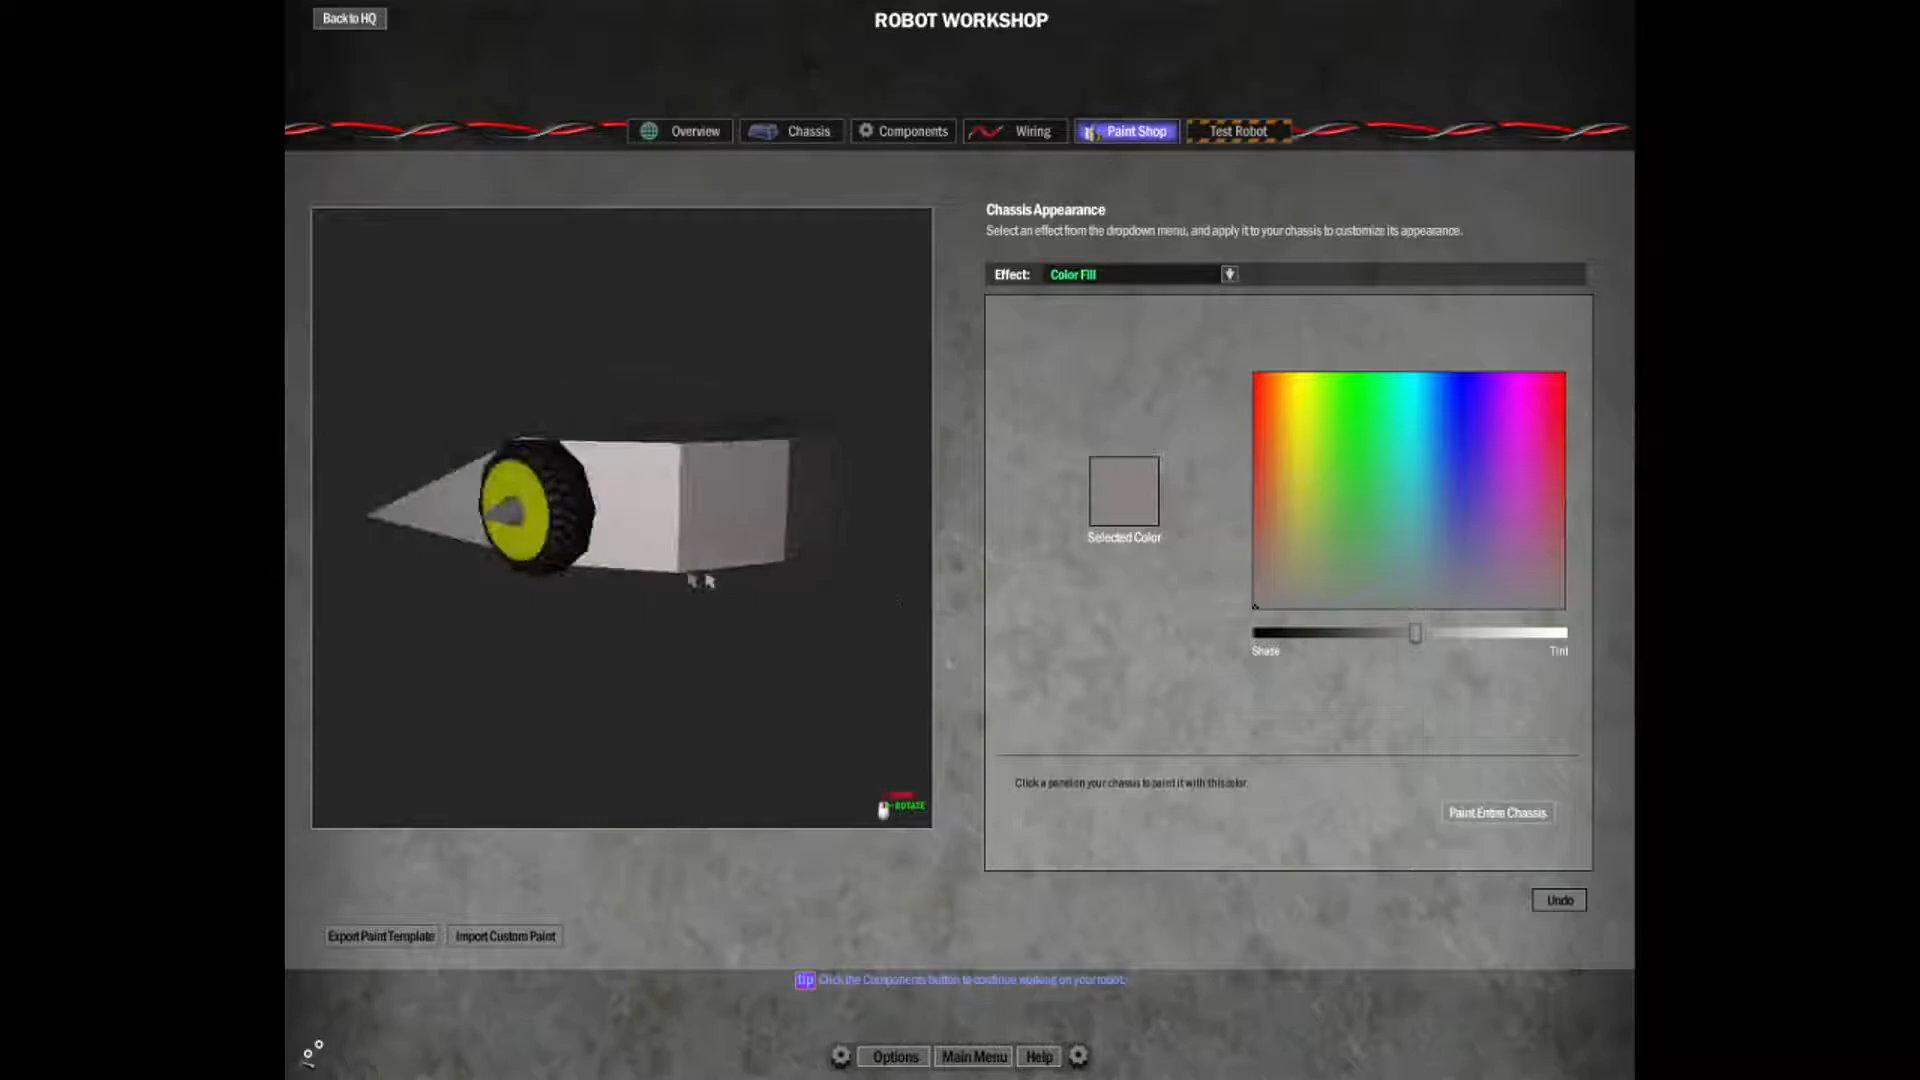 Back to HQ
ROBOT WORKSHOP
Overview
Chassis
Components
Wiring
Paint Shop
Test Robot
Chassis Appearance
Select an effect from the dropdown menu, and apply it to your chassis to customize its appearance.
Effect:
Color Fill
Selected Color
Shade
Tint
Click a panel on your chassis to paint it with this color.
Paint Entire Chassis
ROTATE
Undo
Export Paint Template
Import Custom Paint
tip Click the Components button to continue working on your robot.
Options
Main Menu
Help